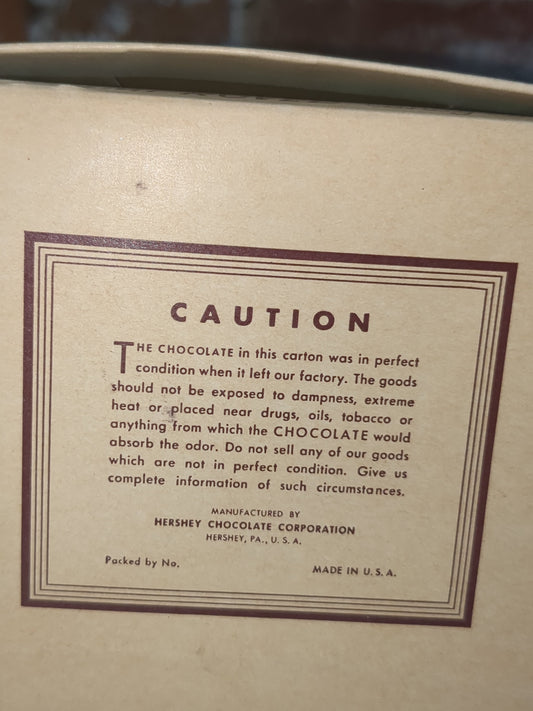 CAUTION
THE CHOCOLATE in this carton was in perfect
condition when it left our factory. The goods
should not be exposed to dampness, extreme
heat or placed near drugs, oils, tobacco or
anything from which the CHOCOLATE would
absorb the odor. Do not sell any of our goods
which are not in perfect condition. Give us
complete information of such circumstances.
MANUFACTURED BY
HERSHEY CHOCOLATE CORPORATION
HERSHEY, PA., U. S. A.
Packed by No.
MADE IN U. S. A.